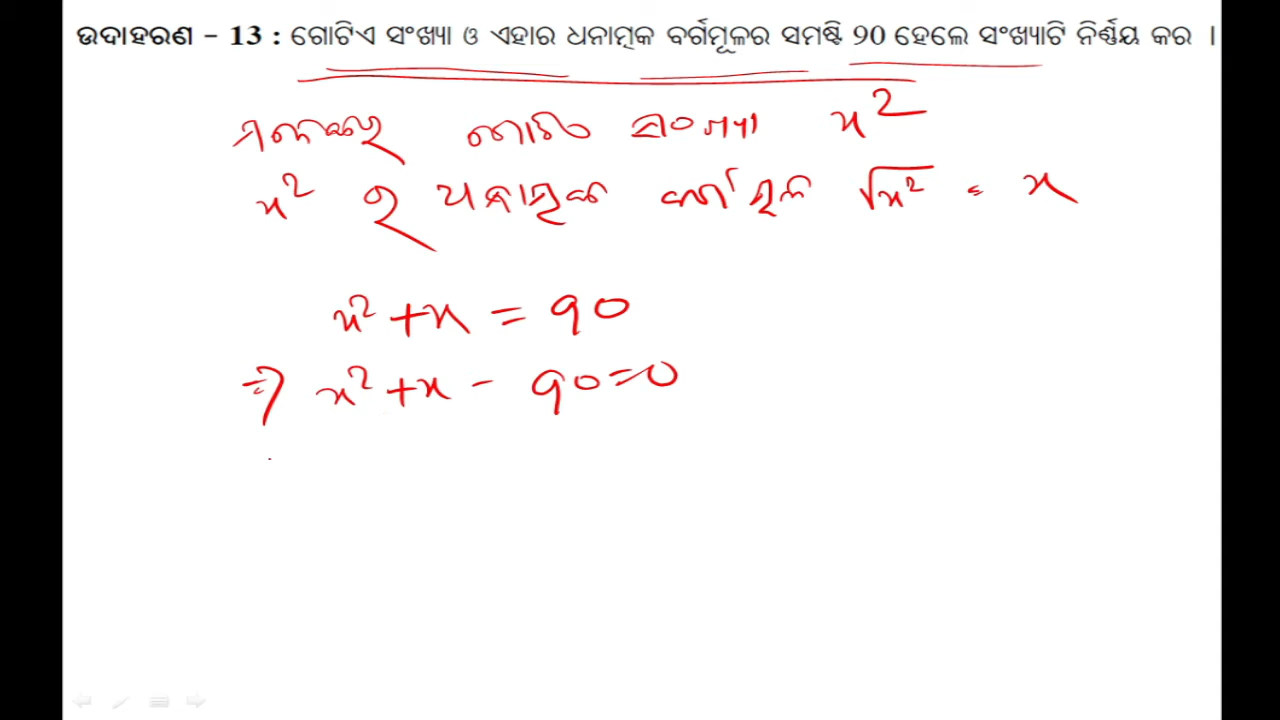 ଉଦାହରଣ – 13 : ଗୋଟିଏ ସଂଖ୍ୟା ଓ ଏହାର ଧନାତ୍ମକ ବର୍ଗମୂଳର ସମଷ୍ଟି 90 ହେଲେ ସଂଖ୍ୟାଟି ନିର୍ଣ୍ଣୟ କର ।
ମନେକର ଗୋଟିଏ ସଂଖ୍ୟା x²
x² ର ଧନାତ୍ମକ ବର୍ଗମୂଳ √x² = x
x² + x = 90
⇒ x² + x - 90 = 0